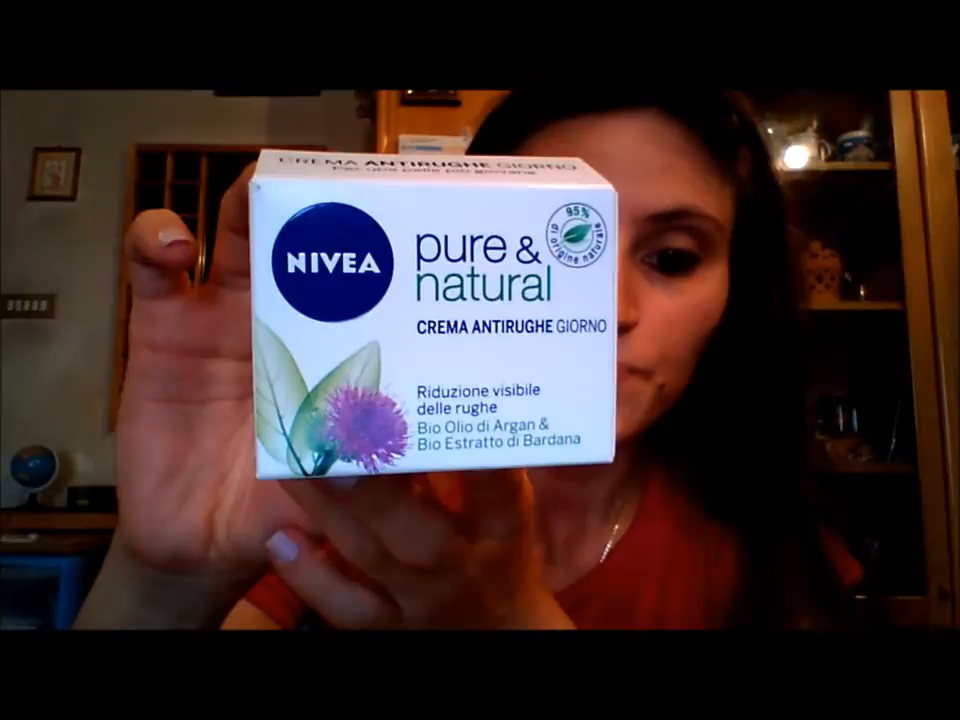 CREMA ANTIRUGHE GIORNO
Per una pelle più giovane
NIVEA
pure &
natural
95%
di origine naturale
CREMA ANTIRUGHE GIORNO
Riduzione visibile
delle rughe
Bio Olio di Argan &
Bio Estratto di Bardana